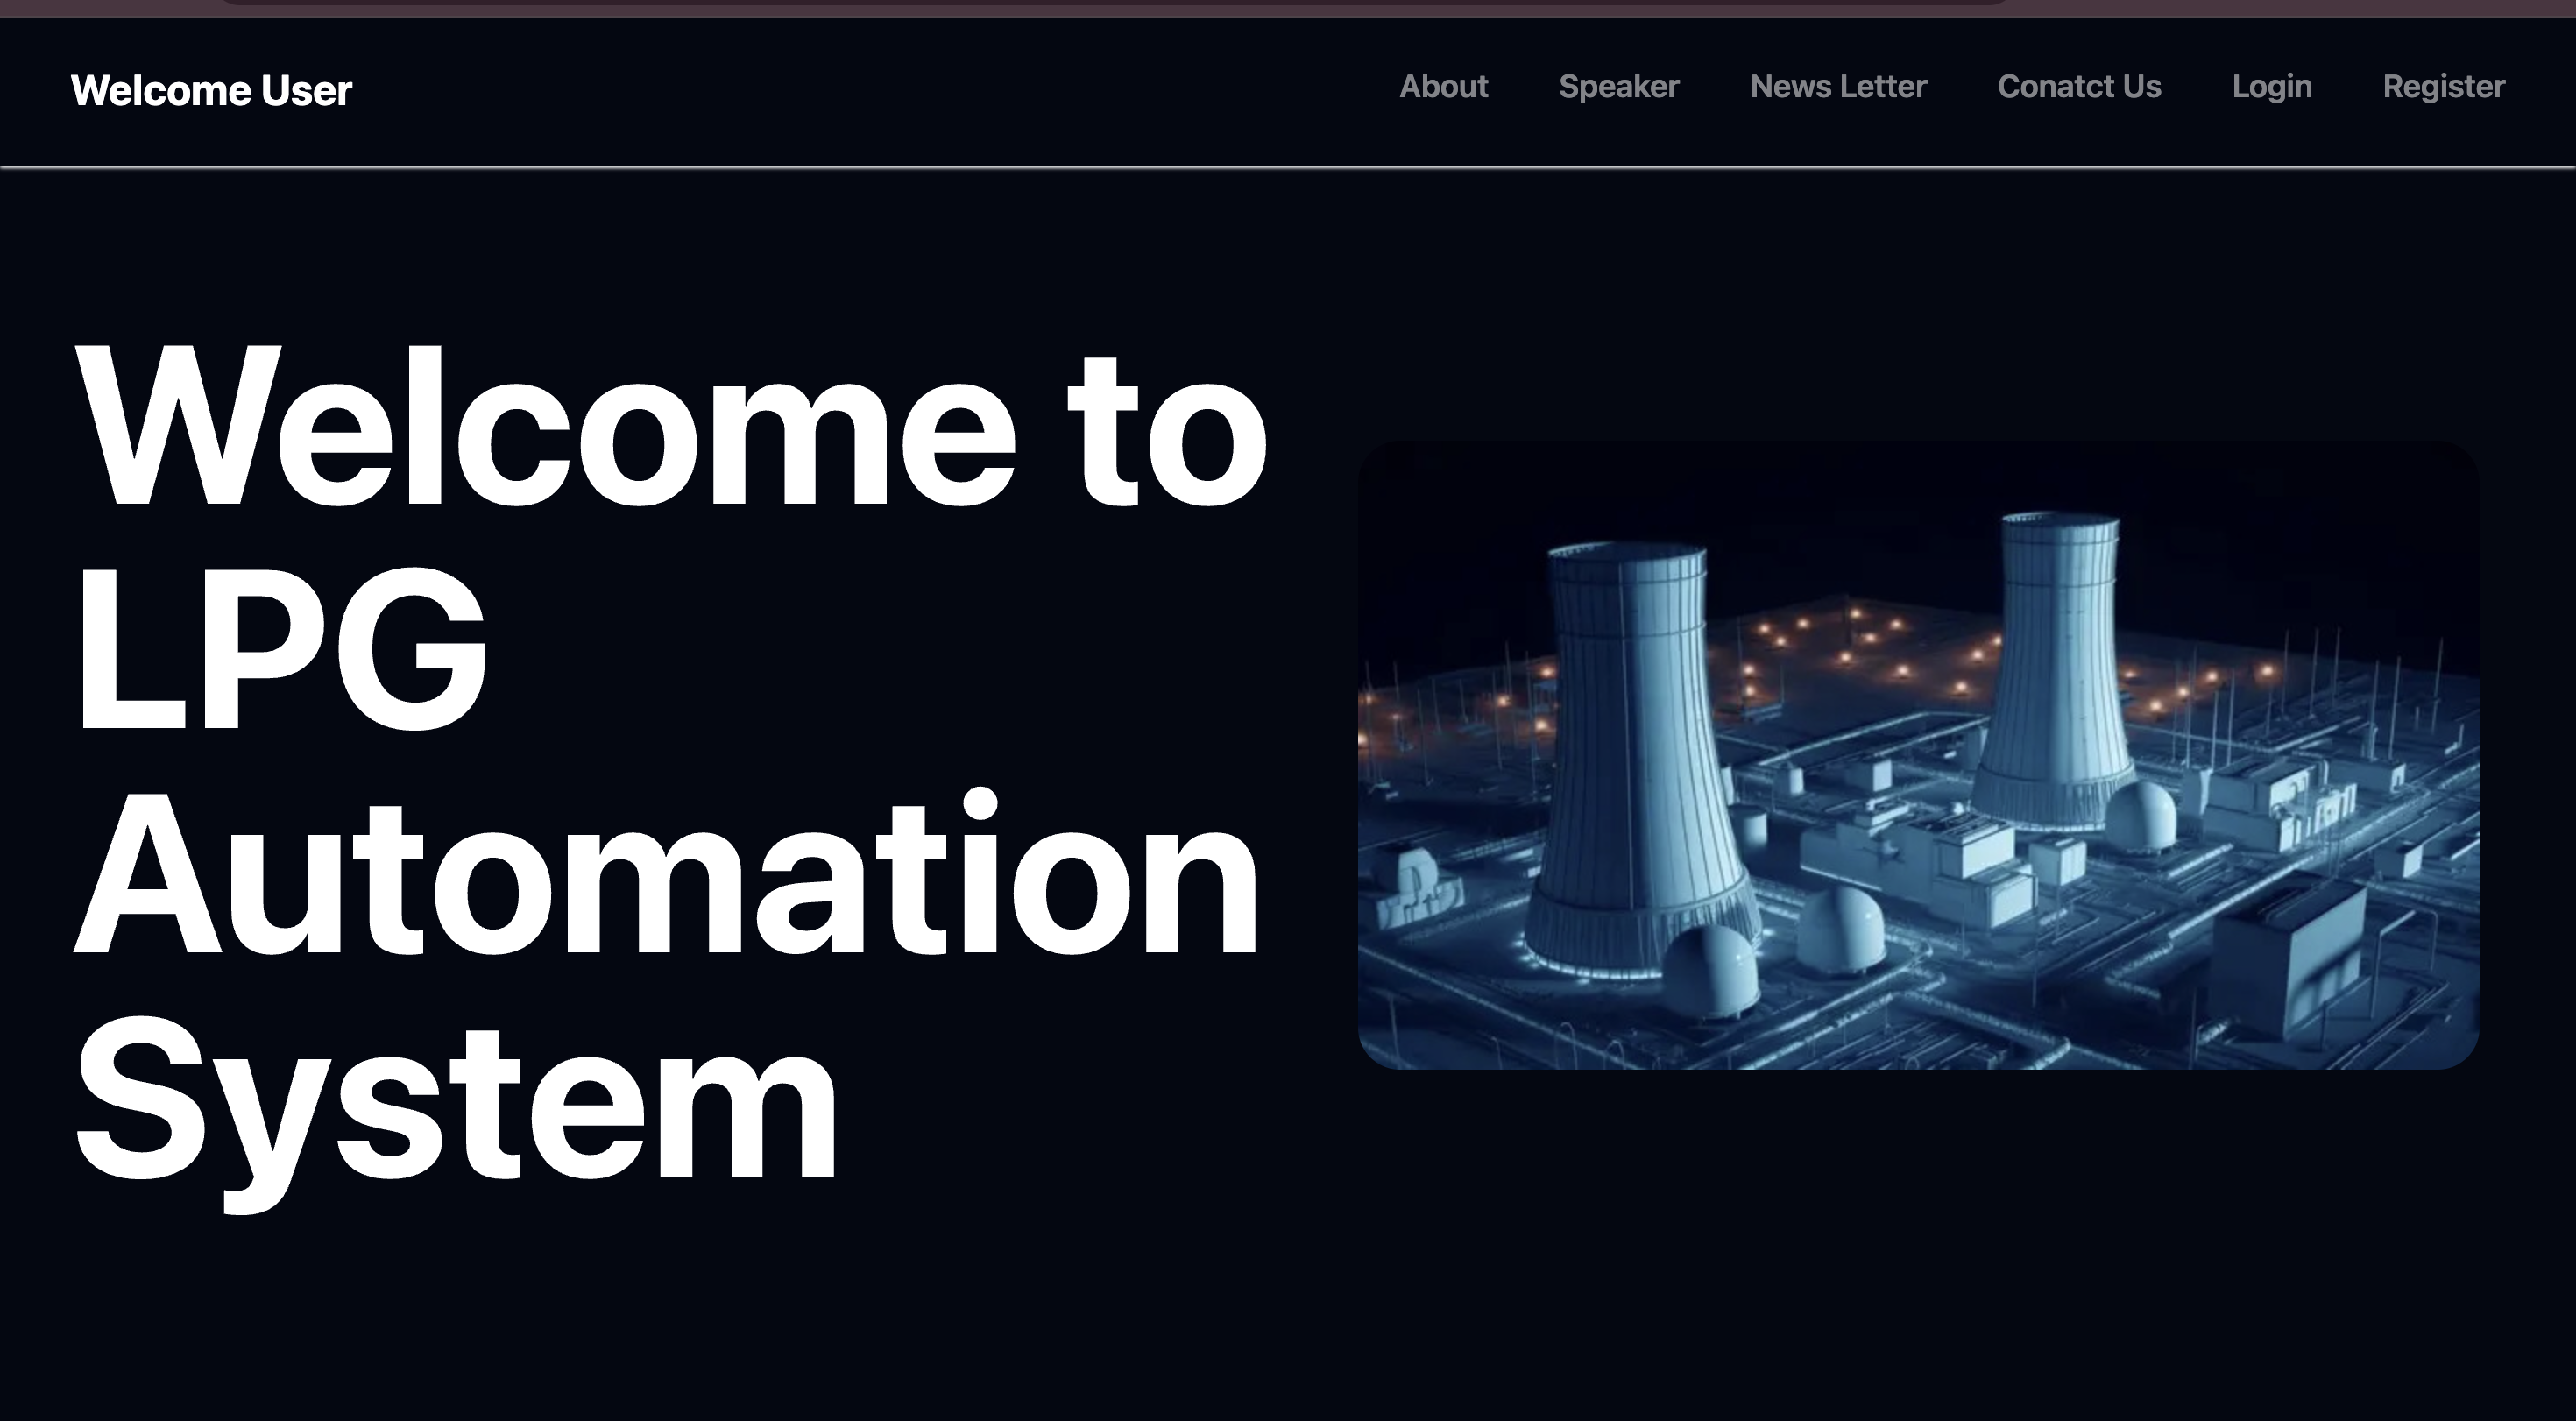 Welcome User
About Speaker News Letter Conatct Us Login Register
Welcome to
LPG
Automation
System